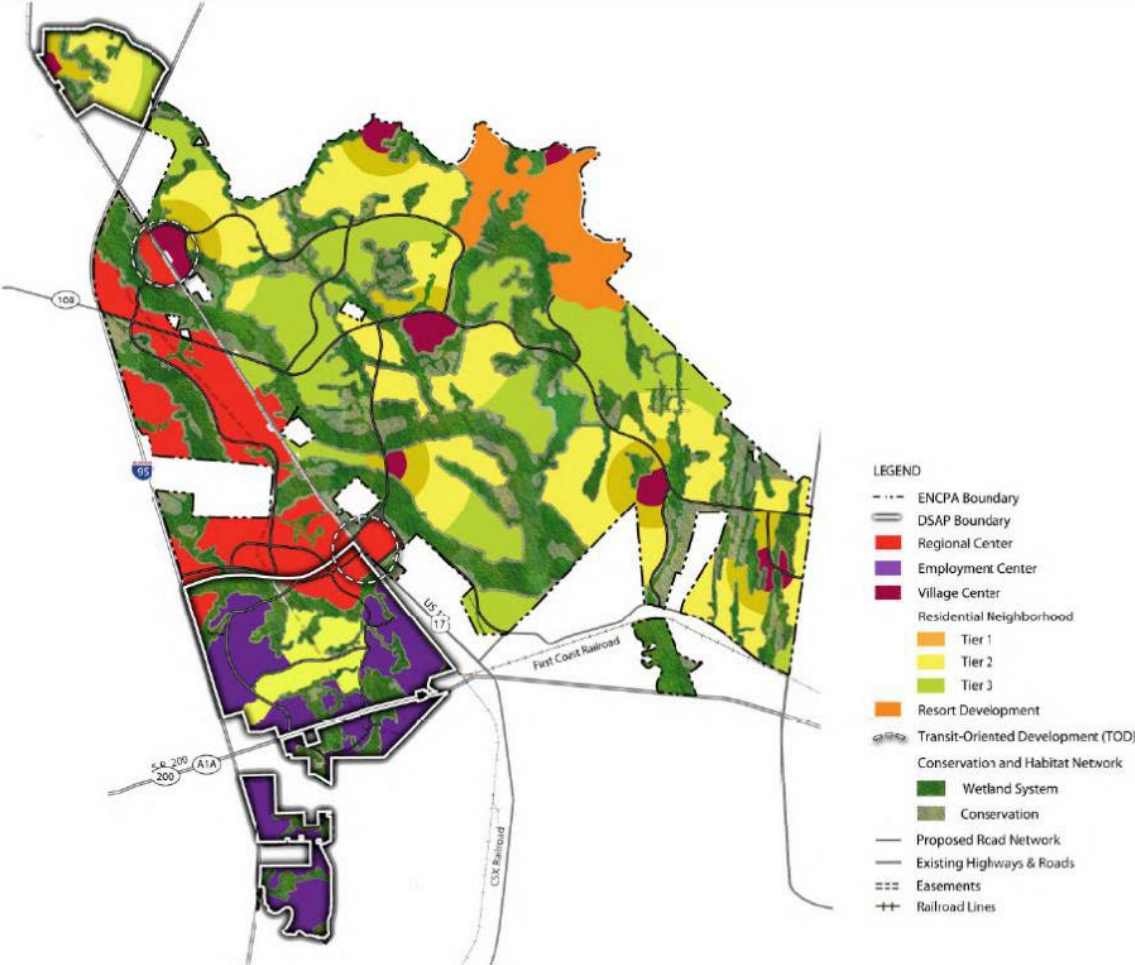 108
95
US 1
17
First Coast Railroad
S.R. 200
200
A1A
CSX Railroad
LEGEND
ENCPA Boundary
DSAP Boundary
Regional Center
Employment Center
Village Center
Residential Neighborhood
Tier 1
Tier 2
Tier 3
Resort Development
Transit-Oriented Development (TOD)
Conservation and Habitat Network
Wetland System
Conservation
Proposed Road Network
Existing Highways & Roads
Easements
Railroad Lines